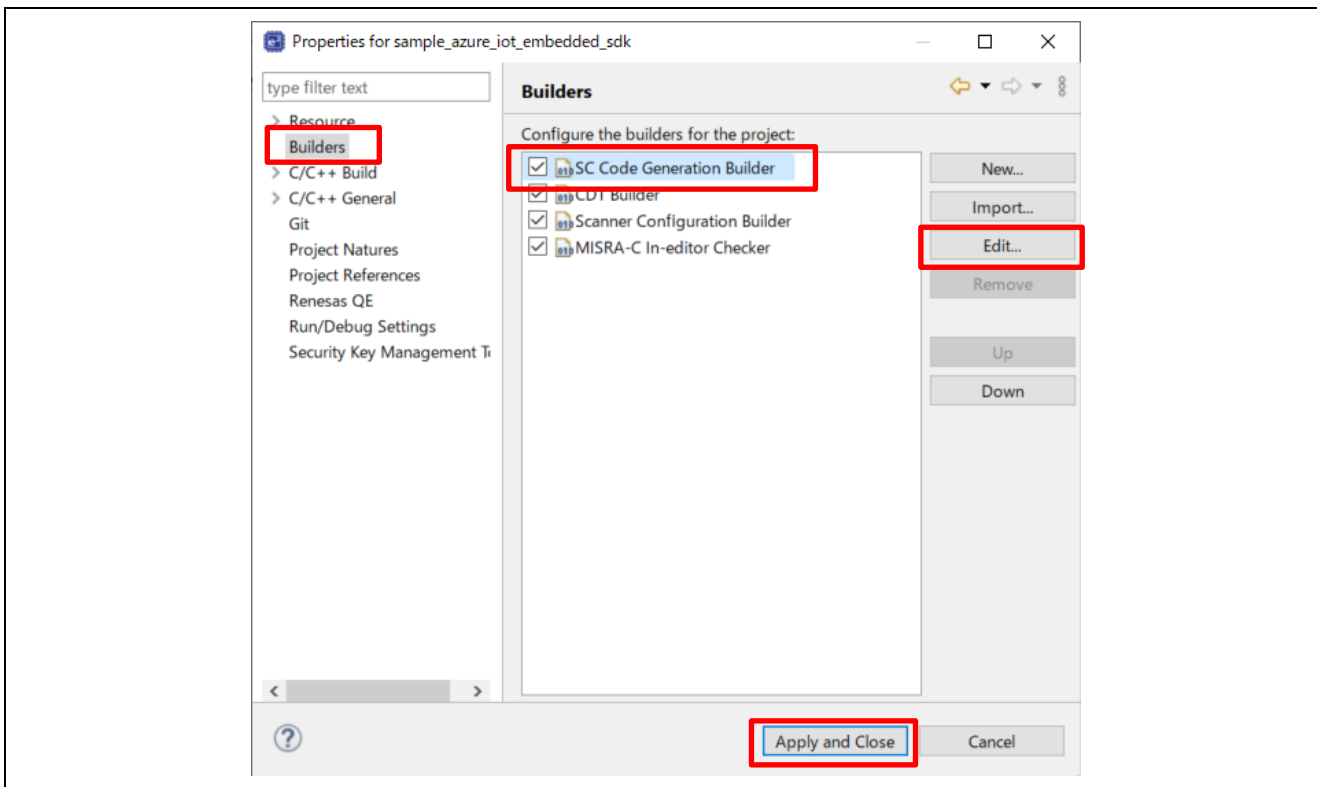 Properties for sample_azure_iot_embedded_sdk
type filter text
Resource
Builders
C/C++ Build
C/C++ General
Git
Project Natures
Project References
Renesas QE
Run/Debug Settings
Security Key Management
Builders
Configure the builders for the project:
SC Code Generation Builder
CDT Builder
Scanner Configuration Builder
MISRA-C In-editor Checker
New...
Import...
Edit...
Remove
Up
Down
Apply and Close
Cancel